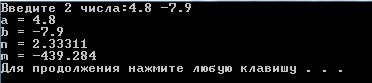 Введите 2 числа:4.8 -7.9
a = 4.8
b = -7.9
n = 2.33311
m = -439.284
Для продолжения нажмите любую клавишу . . .